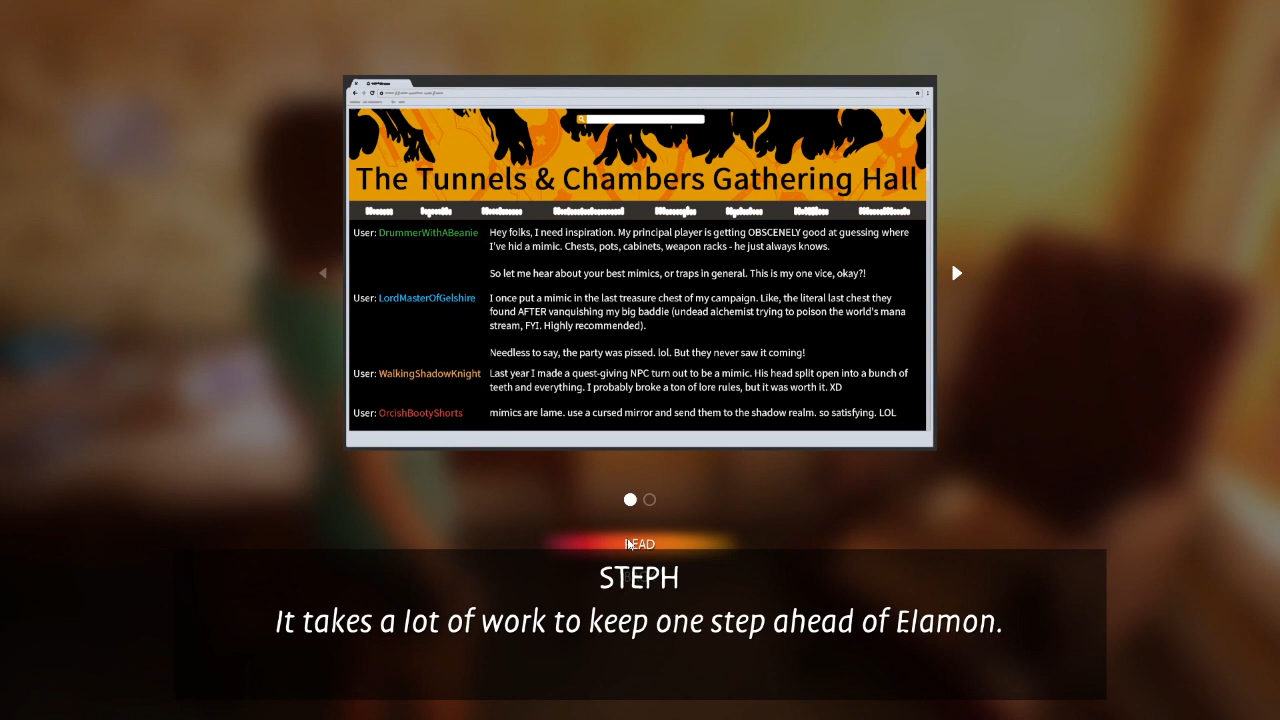 The Tunnels & Chambers Gathering Hall
User: DrummerWithABeanie
Hey folks, I need inspiration. My principal player is getting OBSCENELY good at guessing where
I've hid a mimic. Chests, pots, cabinets, weapon racks - he just always knows.
So let me hear about your best mimics, or traps in general. This is my one vice, okay?!
User: LordMasterOfGelshire
I once put a mimic in the last treasure chest of my campaign. Like, the literal last chest they
found AFTER vanquishing my big baddie (undead alchemist trying to poison the world's mana
stream, FYI. Highly recommended).
Needless to say, the party was pissed. lol. But they never saw it coming!
User: WalkingShadowKnight
Last year I made a quest-giving NPC turn out to be a mimic. His head split open into a bunch of
teeth and everything. I probably broke a ton of lore rules, but it was worth it. XD
User: OrcishBootyShorts
mimics are lame. use a cursed mirror and send them to the shadow realm. so satisfying. LOL
READ
STEPH
It takes a lot of work to keep one step ahead of Elamon.